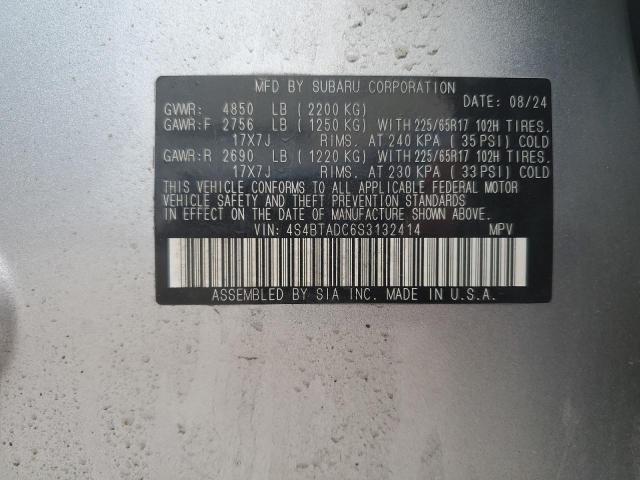 MFD BY SUBARU CORPORATION
DATE: 08/24
GVWR: 4850 LB ( 2200 KG)
GAWR:F 2756 LB ( 1250 KG) WITH 225/65R17 102H TIRES.
17X7J RIMS. AT 240 KPA ( 35 PSI) COLD
GAWR:R 2690 LB ( 1220 KG) WITH 225/65R17 102H TIRES.
17X7J RIMS. AT 230 KPA ( 33 PSI) COLD
THIS VEHICLE CONFORMS TO ALL APPLICABLE FEDERAL MOTOR
VEHICLE SAFETY AND THEFT PREVENTION STANDARDS
IN EFFECT ON THE DATE OF MANUFACTURE SHOWN ABOVE.
VIN: 4S4BTADC6S3132414 MPV
ASSEMBLED BY SIA INC. MADE IN U.S.A.